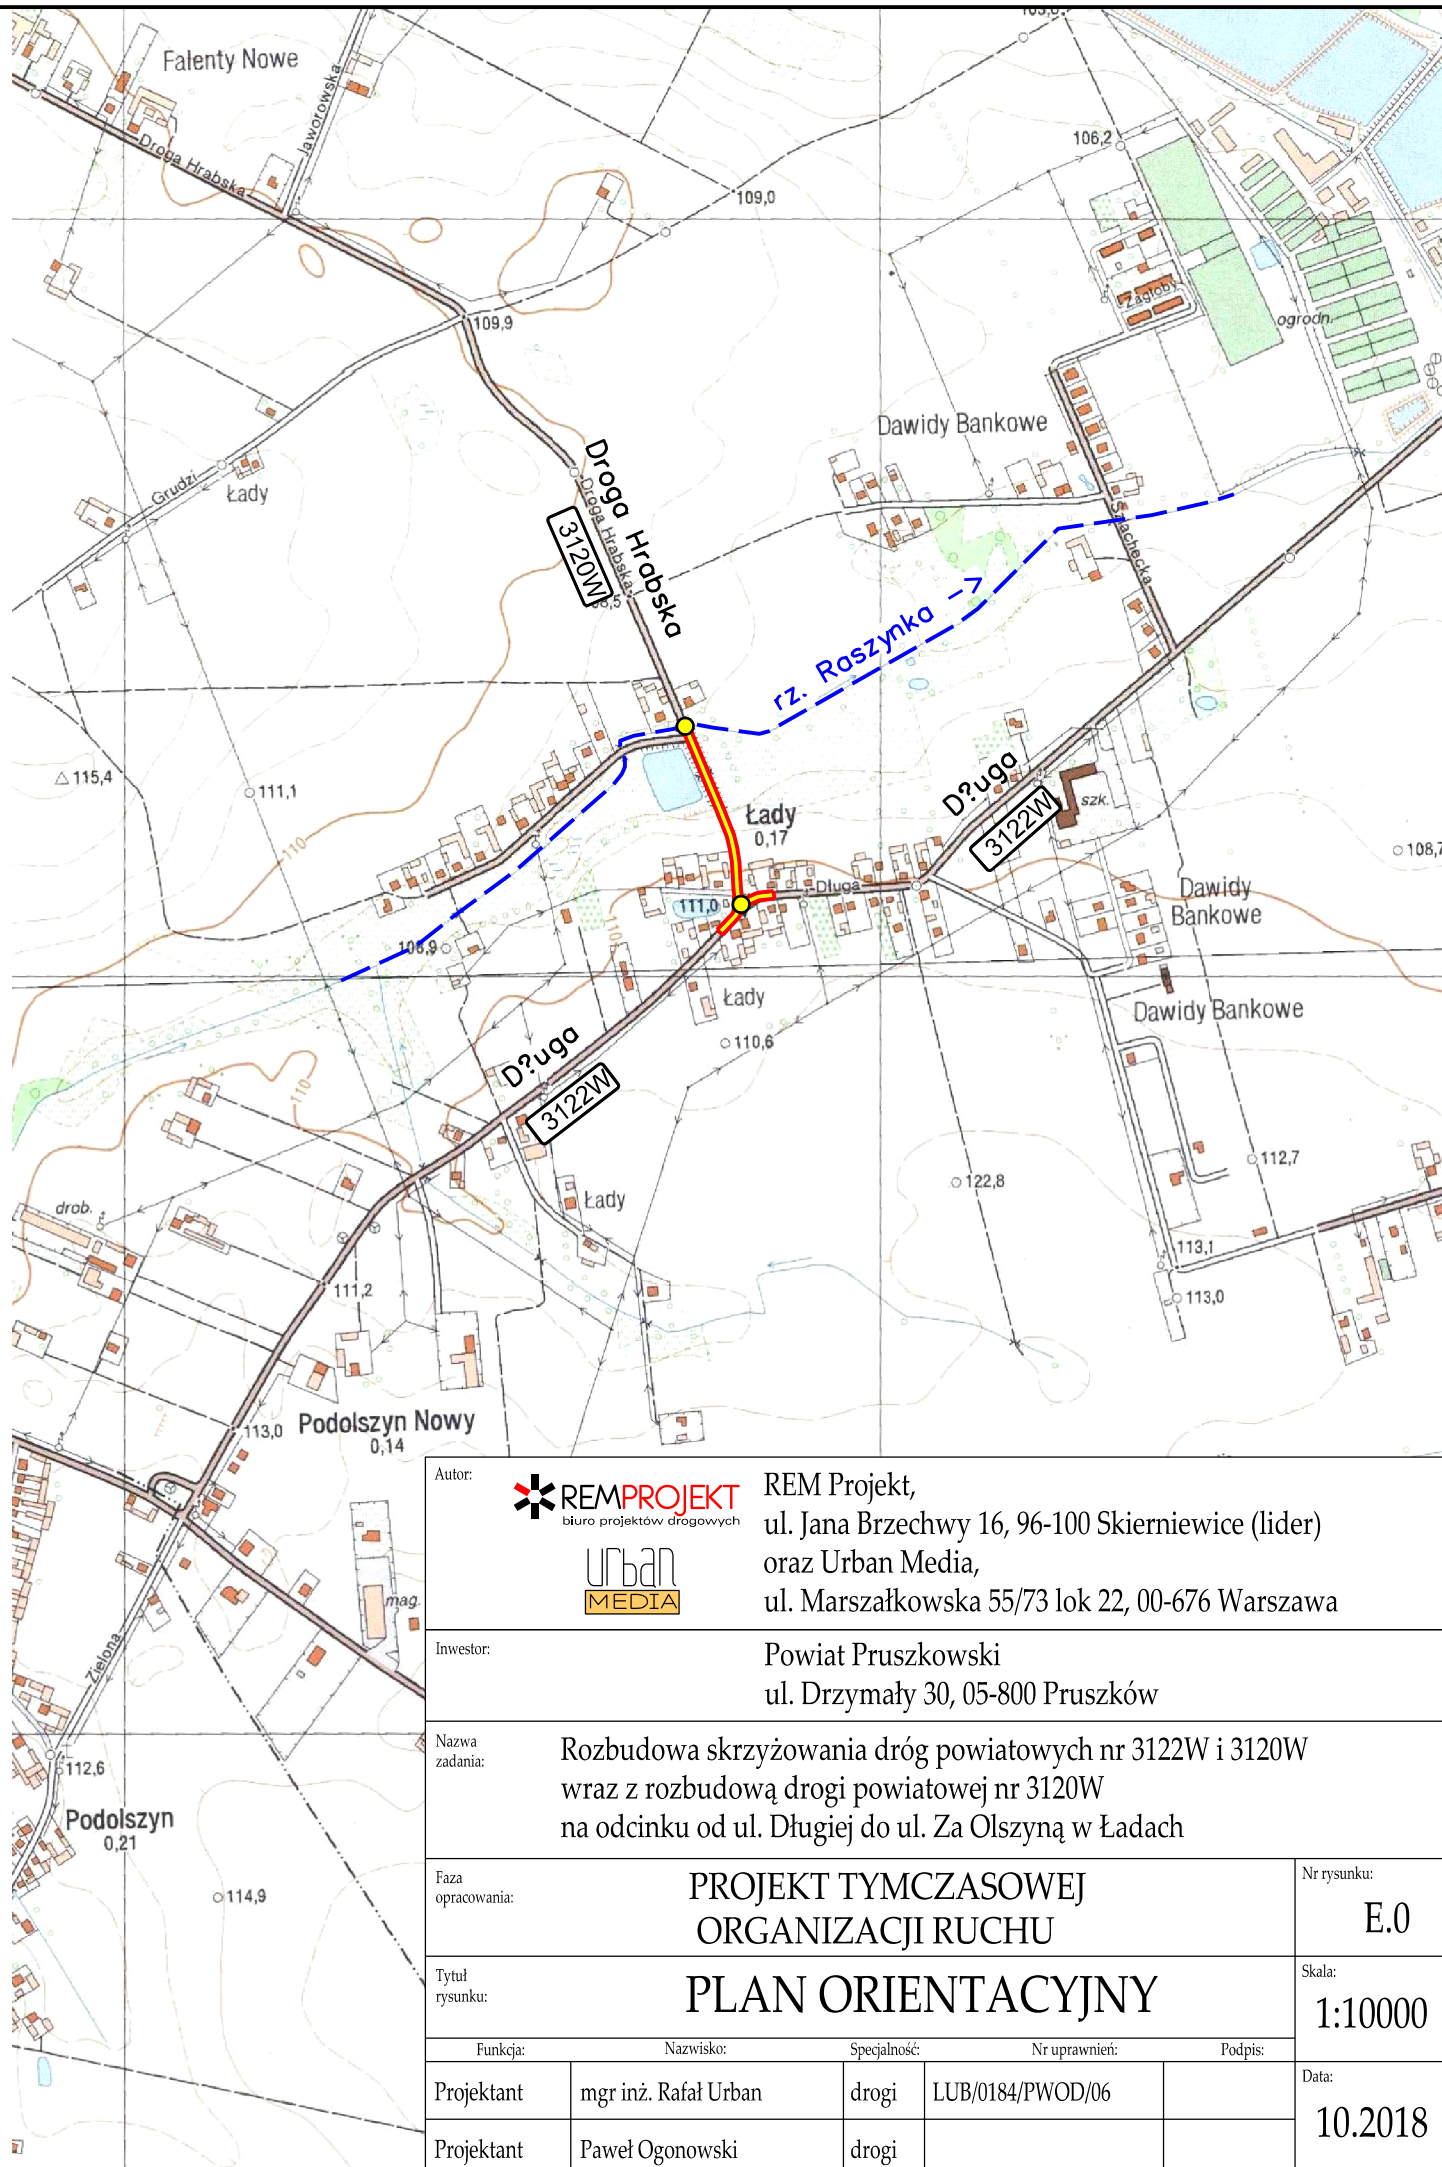 103,0
Falenty Nowe
Jaworowska
Droga Hrabska
106,2
109,0
Zagłoby
ogrodn.
109,9
Dawidy Bankowe
Grudzi
Łady
Droga Hrabska
Droga Hrabska
3120W
Szlachecka
rz. Raszynka ->
115,4
111,1
110
Łady
0,17
D?uga
3122W
szk.
108,7
Długa
111,0
Dawidy
Bankowe
110
108,9
Łady
Dawidy Bankowe
110,6
D?uga
3122W
110
112,7
122,8
drob.
Łady
113,1
111,2
113,0
113,0
Podolszyn Nowy
0,14
mag.
Zielona
112,6
Podolszyn
0,21
114,9
Autor:
REMPROJEKT
biuro projektów drogowych
urban
MEDIA
REM Projekt,
ul. Jana Brzechwy 16, 96-100 Skierniewice (lider)
oraz Urban Media,
ul. Marszałkowska 55/73 lok 22, 00-676 Warszawa
Inwestor:
Powiat Pruszkowski
ul. Drzymały 30, 05-800 Pruszków
Nazwa
zadania:
Rozbudowa skrzyżowania dróg powiatowych nr 3122W i 3120W
wraz z rozbudową drogi powiatowej nr 3120W
na odcinku od ul. Długiej do ul. Za Olszyną w Ładach
Faza
opracowania:
PROJEKT TYMCZASOWEJ
ORGANIZACJI RUCHU
Nr rysunku:
E.0
Tytuł
rysunku:
PLAN ORIENTACYJNY
Skala:
1:10000
Funkcja: Nazwisko: Specjalność: Nr uprawnień: Podpis:
Projektant mgr inż. Rafał Urban drogi LUB/0184/PWOD/06
Data:
10.2018
Projektant Paweł Ogonowski drogi